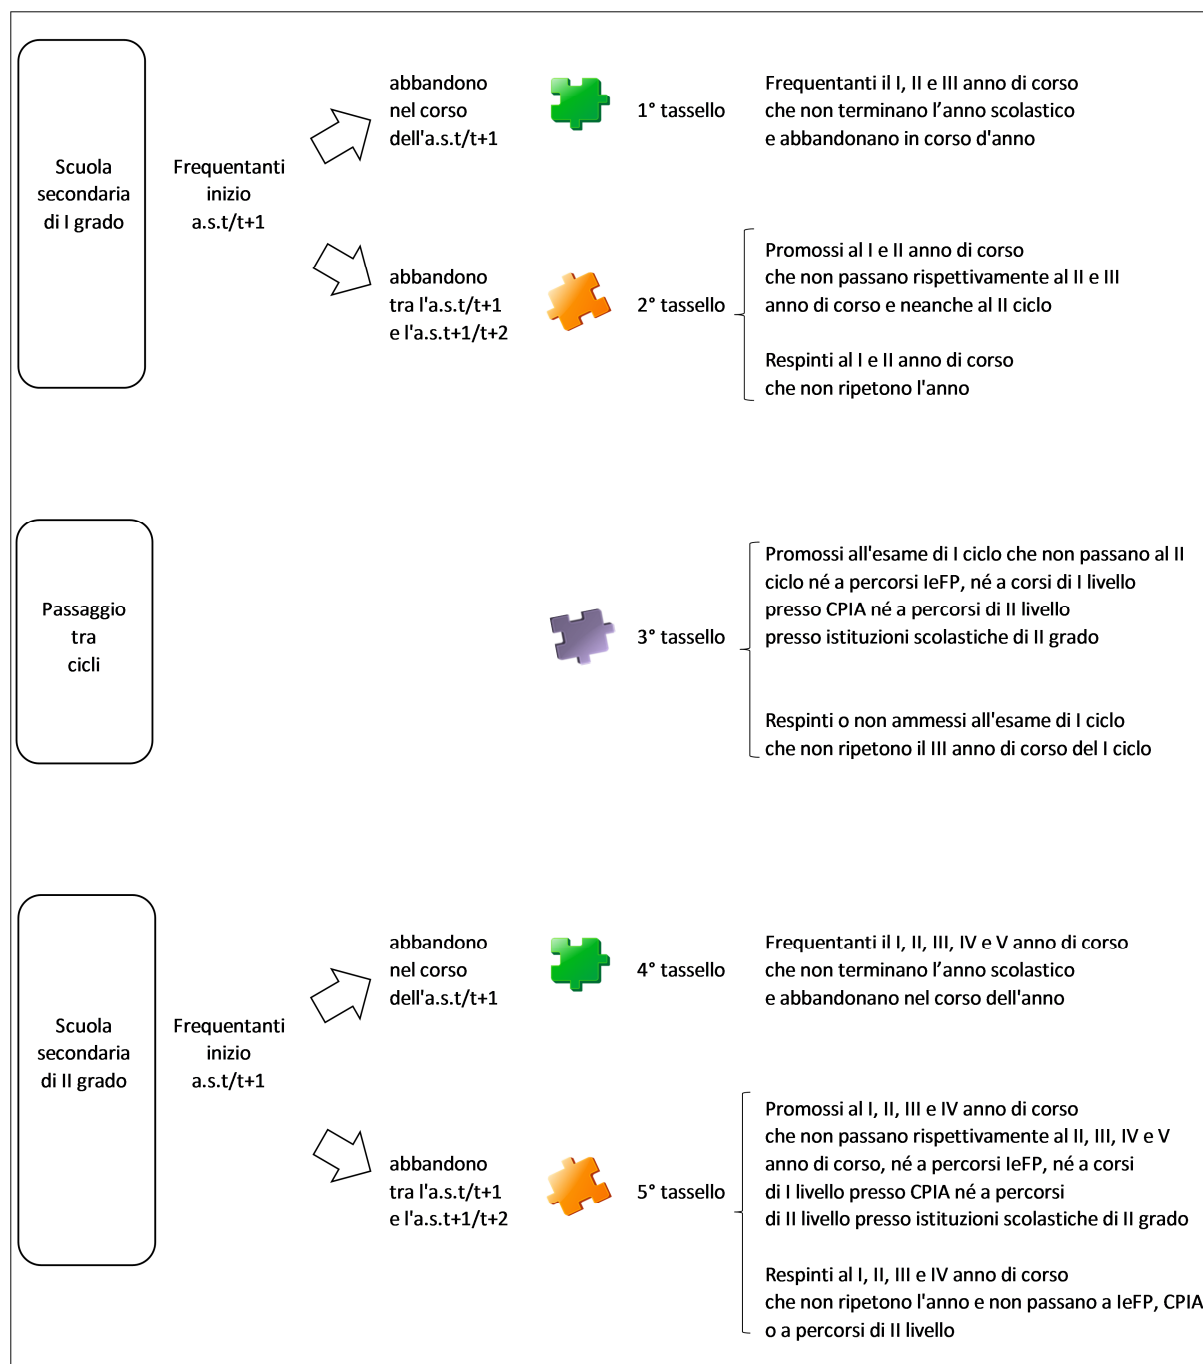 Scuola
secondaria
di I grado
Frequentanti
inizio
a.s.t/t+1
abbandono
nel corso
dell'a.s.t/t+1
1° tassello
Frequentanti il I, II e III anno di corso
che non terminano l’anno scolastico
e abbandonano in corso d'anno
abbandono
tra l'a.s.t/t+1
e l'a.s.t+1/t+2
2° tassello
Promossi al I e II anno di corso
che non passano rispettivamente al II e III
anno di corso e neanche al II ciclo
Respinti al I e II anno di corso
che non ripetono l'anno
Passaggio
tra
cicli
3° tassello
Promossi all'esame di I ciclo che non passano al II
ciclo né a percorsi IeFP, né a corsi di I livello
presso CPIA né a percorsi di II livello
presso istituzioni scolastiche di II grado
Respinti o non ammessi all'esame di I ciclo
che non ripetono il III anno di corso del I ciclo
Scuola
secondaria
di II grado
Frequentanti
inizio
a.s.t/t+1
abbandono
nel corso
dell'a.s.t/t+1
4° tassello
Frequentanti il I, II, III, IV e V anno di corso
che non terminano l’anno scolastico
e abbandonano nel corso dell'anno
abbandono
tra l'a.s.t/t+1
e l'a.s.t+1/t+2
5° tassello
Promossi al I, II, III e IV anno di corso
che non passano rispettivamente al II, III, IV e V
anno di corso, né a percorsi IeFP, né a corsi
di I livello presso CPIA né a percorsi
di II livello presso istituzioni scolastiche di II grado
Respinti al I, II, III e IV anno di corso
che non ripetono l'anno e non passano a IeFP, CPIA
o a percorsi di II livello